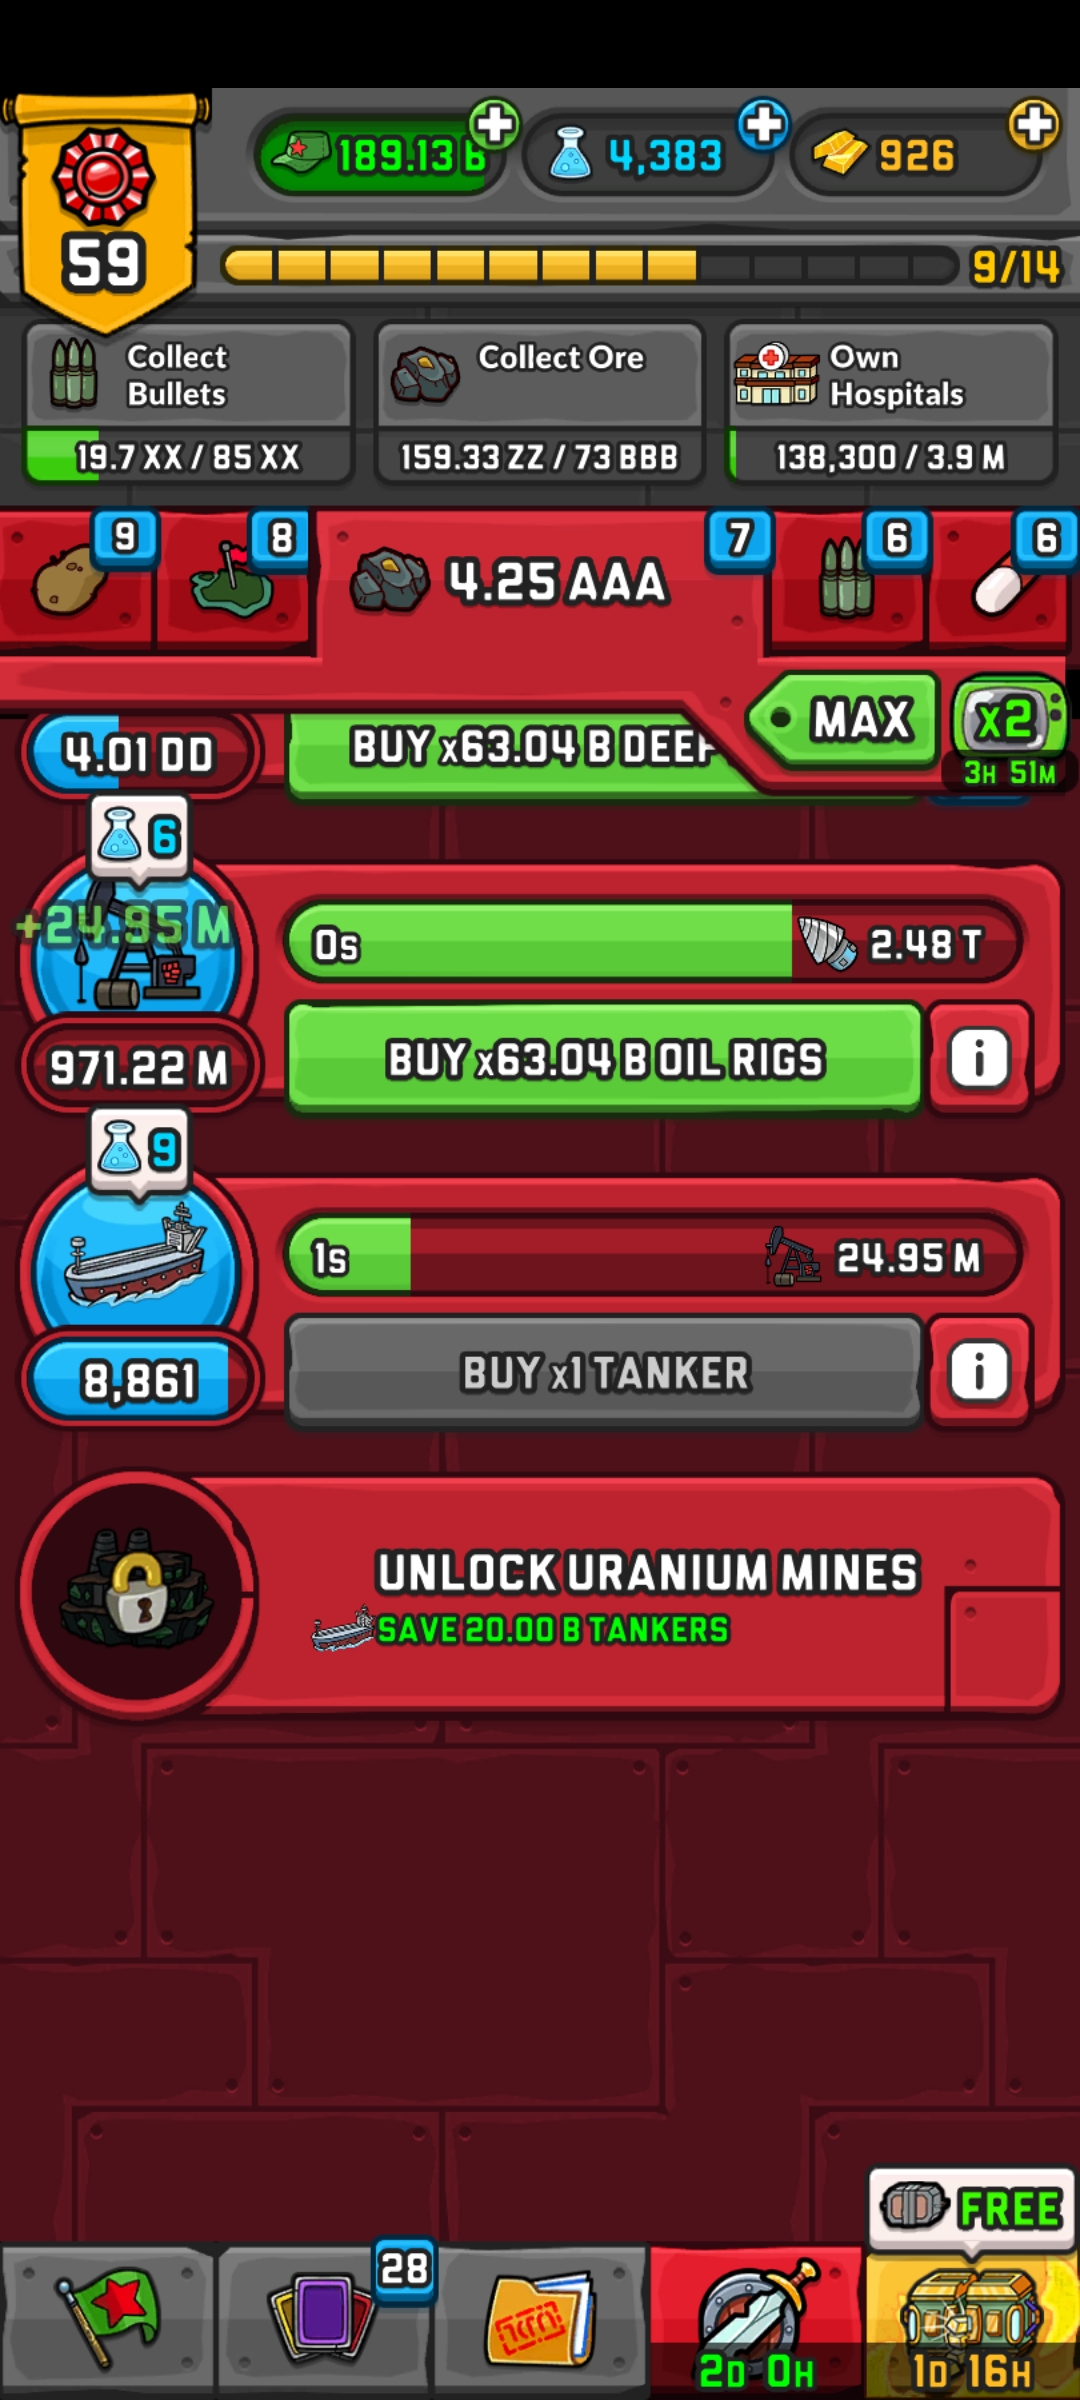 189.13 B
4,383
926
59
9/14
Collect
Bullets
19.7 XX / 85 XX
Collect Ore
159.33 ZZ / 73 BBB
Own
Hospitals
138,300 / 3.9 M
9
8
4.25 AAA
7
6
6
MAX
x2
3H 51M
4.01 DD
BUY x63.04 B DEEP
6
+24.95 M
0s
2.48 T
971.22 M
BUY x63.04 B OIL RIGS
i
9
1s
24.95 M
8,861
BUY x1 TANKER
i
UNLOCK URANIUM MINES
SAVE 20.00 B TANKERS
FREE
28
2D 0H
1D 16H